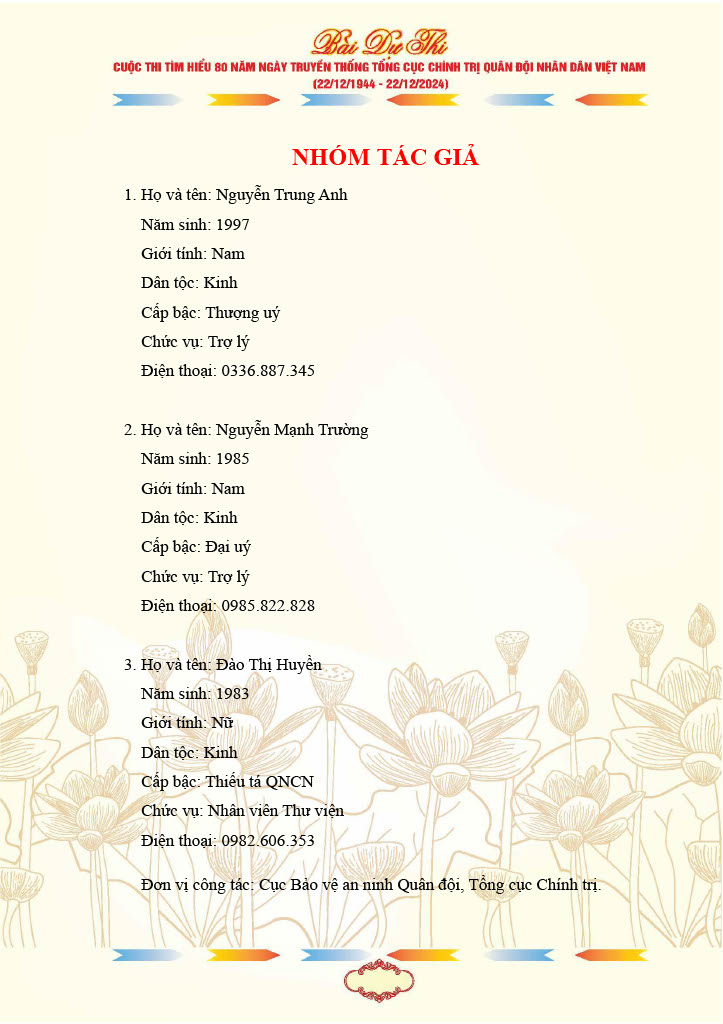 Bài Dự Thi
CUỘC THI TÌM HIỂU 80 NĂM NGÀY TRUYỀN THỐNG TỔNG CỤC CHÍNH TRỊ QUÂN ĐỘI NHÂN DÂN VIỆT NAM
(22/12/1944 - 22/12/2024)
NHÓM TÁC GIẢ
1. Họ và tên: Nguyễn Trung Anh
Năm sinh: 1997
Giới tính: Nam
Dân tộc: Kinh
Cấp bậc: Thượng uý
Chức vụ: Trợ lý
Điện thoại: 0336.887.345
2. Họ và tên: Nguyễn Mạnh Trường
Năm sinh: 1985
Giới tính: Nam
Dân tộc: Kinh
Cấp bậc: Đại uý
Chức vụ: Trợ lý
Điện thoại: 0985.822.828
3. Họ và tên: Đào Thị Huyền
Năm sinh: 1983
Giới tính: Nữ
Dân tộc: Kinh
Cấp bậc: Thiếu tá QNCN
Chức vụ: Nhân viên Thư viện
Điện thoại: 0982.606.353
Đơn vị công tác: Cục Bảo vệ an ninh Quân đội, Tổng cục Chính trị.